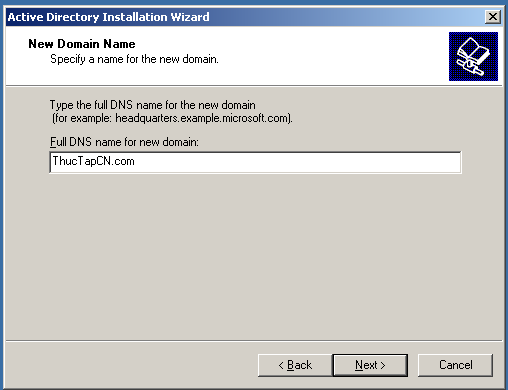 Active Directory Installation Wizard
New Domain Name
Specify a name for the new domain.
Type the full DNS name for the new domain
(for example: headquarters.example.microsoft.com).
Full DNS name for new domain:
ThucTapCN.com
< Back
Next >
Cancel